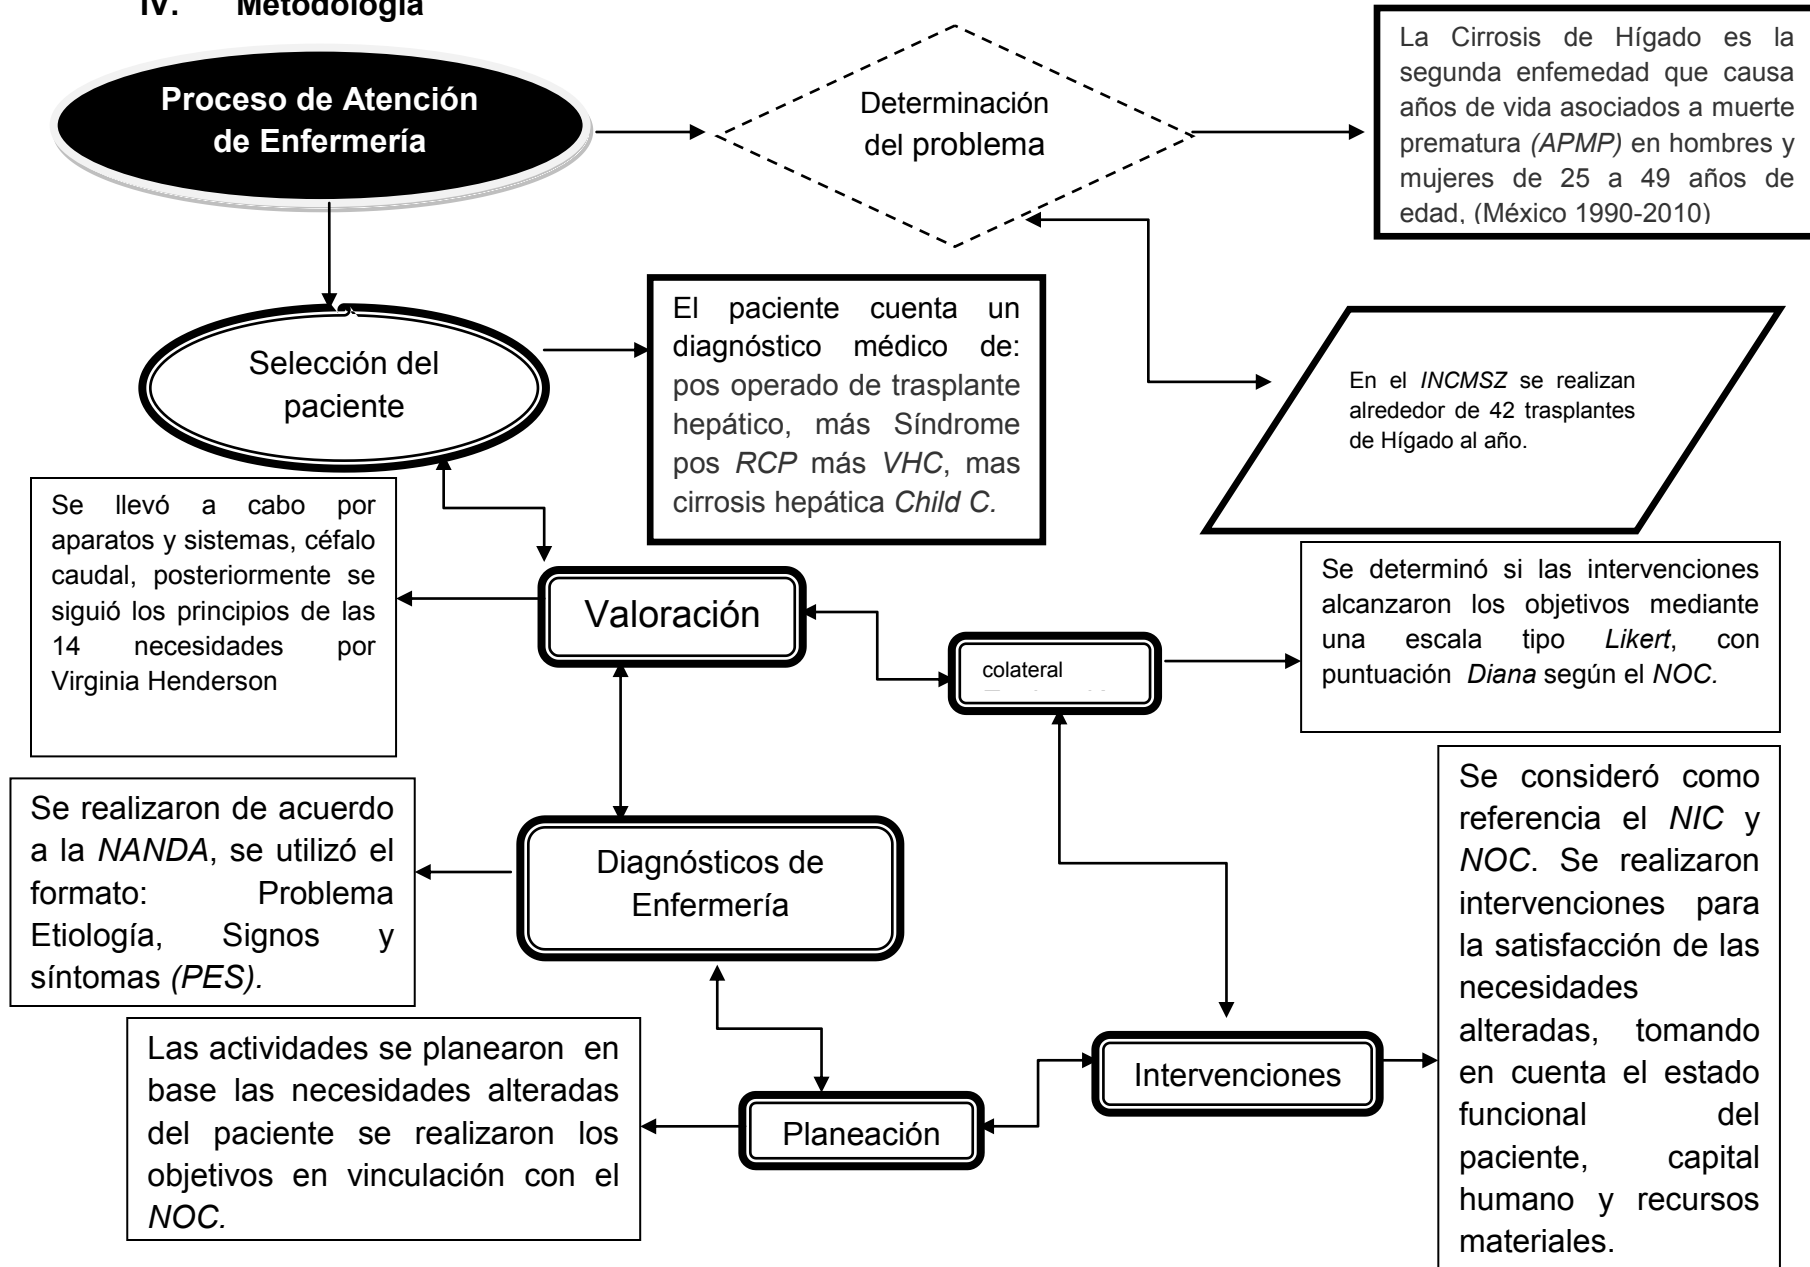 IV. Metodología
Proceso de Atención
de Enfermería
Determinación
del problema
La Cirrosis de Hígado es la
segunda enfemedad que causa
años de vida asociados a muerte
prematura (APMP) en hombres y
mujeres de 25 a 49 años de
edad, (México 1990-2010)
Selección del
paciente
El paciente cuenta un
diagnóstico médico de:
pos operado de trasplante
hepático, más Síndrome
pos RCP más VHC, mas
cirrosis hepática Child C.
En el INCMSZ se realizan
alrededor de 42 trasplantes
de Hígado al año.
Se llevó a cabo por
aparatos y sistemas, céfalo
caudal, posteriormente se
siguió los principios de las
14 necesidades por
Virginia Henderson
Valoración
colateral
Se determinó si las intervenciones
alcanzaron los objetivos mediante
una escala tipo Likert, con
puntuación Diana según el NOC.
Se realizaron de acuerdo
a la NANDA, se utilizó el
formato: Problema
Etiología, Signos y
síntomas (PES).
Diagnósticos de
Enfermería
Se consideró como
referencia el NIC y
NOC. Se realizaron
intervenciones para
la satisfacción de las
necesidades
alteradas, tomando
en cuenta el estado
funcional del
paciente, capital
humano y recursos
materiales.
Las actividades se planearon en
base las necesidades alteradas
del paciente se realizaron los
objetivos en vinculación con el
NOC.
Planeación
Intervenciones